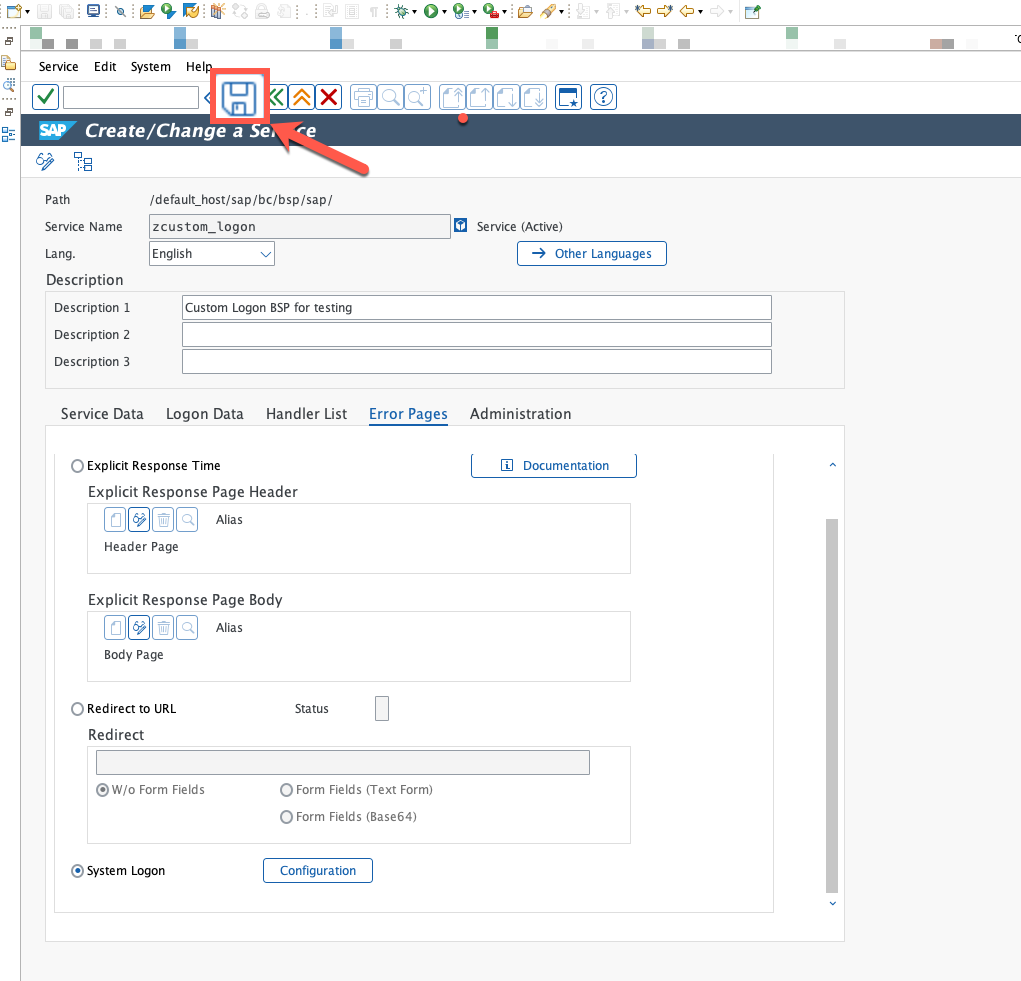 Service Edit System Help
SAP Create/Change a Service
Path /default_host/sap/bc/bsp/sap/
Service Name zcustom_logon Service (Active)
Lang. English Other Languages
Description
Description 1 Custom Logon BSP for testing
Description 2
Description 3
Service Data Logon Data Handler List Error Pages Administration
Explicit Response Time Documentation
Explicit Response Page Header
Alias
Header Page
Explicit Response Page Body
Alias
Body Page
Redirect to URL Status
Redirect
W/o Form Fields Form Fields (Text Form)
Form Fields (Base64)
System Logon Configuration